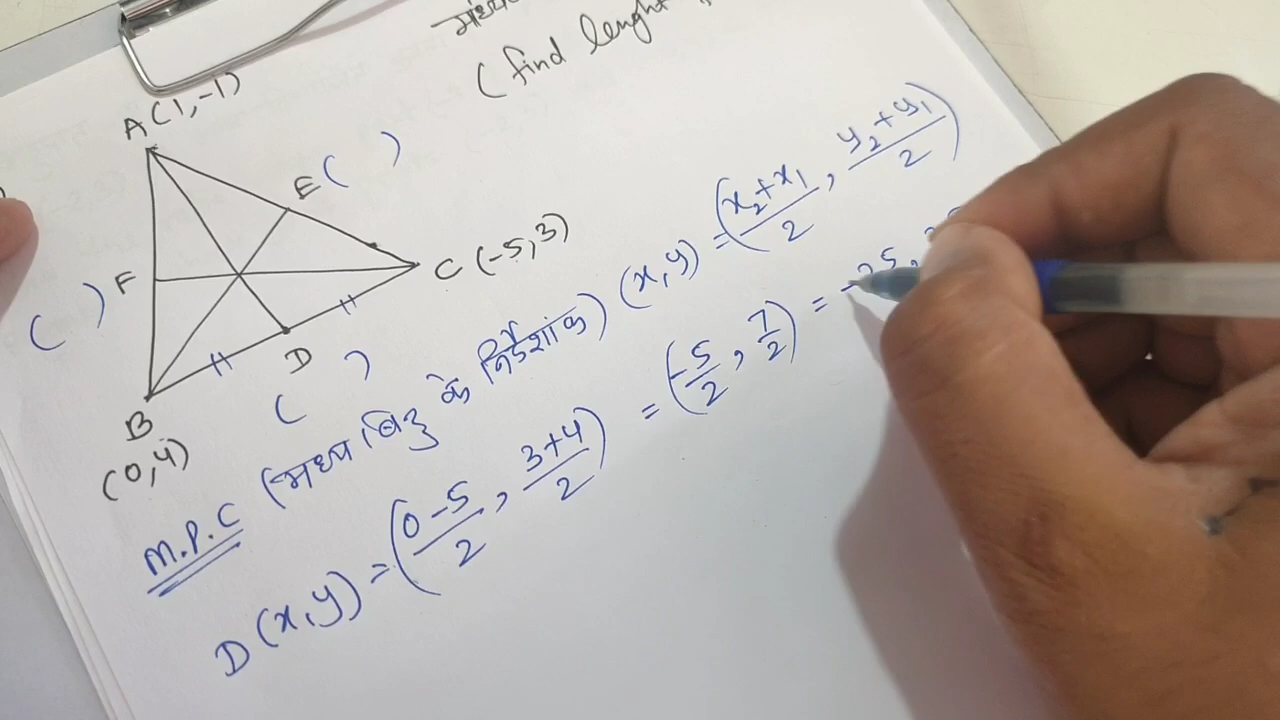 (find lenght
A(1,-1)
E( )
C(-5,3)
F
( )
D
( )
B
(0,4)
M.P.C (मध्य बिंदु के निर्देशांक) (x,y) = (x₂+x₁/2, y₂+y₁/2)
D(x,y) = (0-5/2, 3+4/2) = (-5/2, 7/2) =